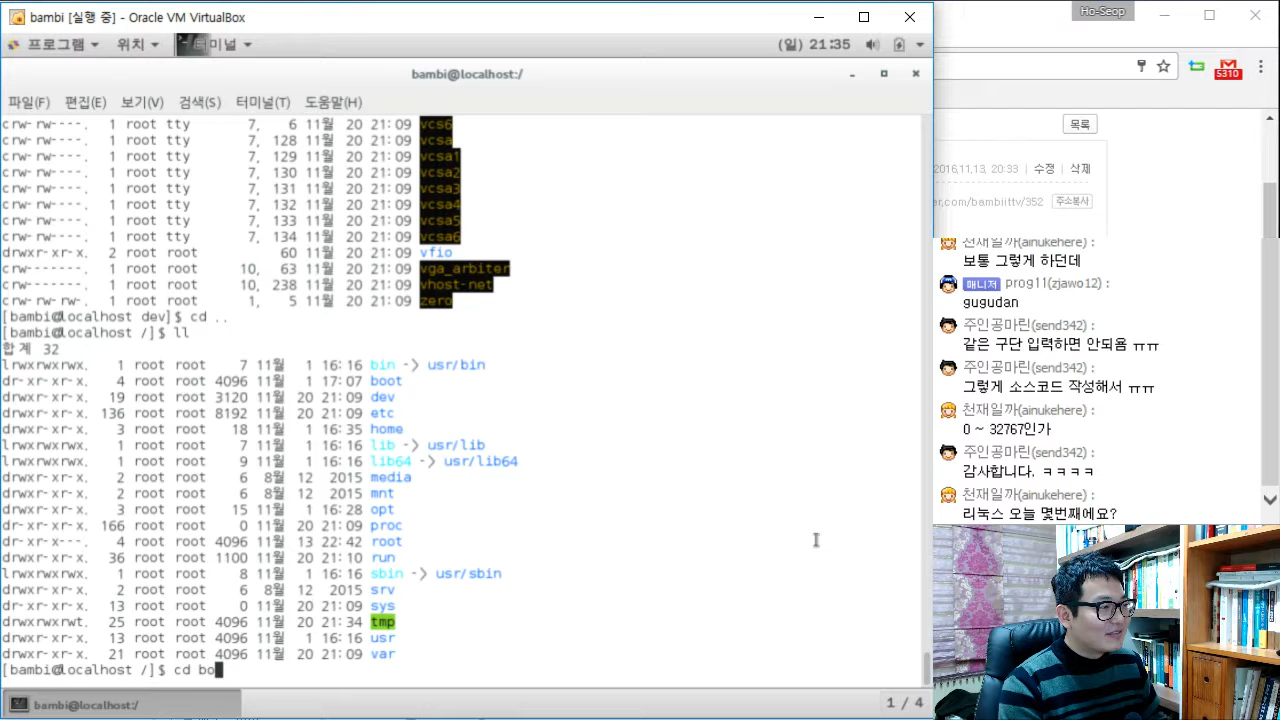 bambi [실행 중] - Oracle VM VirtualBox
프로그램 위치 터미널 (일) 21:35
bambi@localhost:/
파일(F) 편집(E) 보기(V) 검색(S) 터미널(T) 도움말(H)
crw-rw----. 1 root tty 7, 6 11월 20 21:09 vcs6
crw-rw----. 1 root tty 7, 128 11월 20 21:09 vcsa
crw-rw----. 1 root tty 7, 129 11월 20 21:09 vcsa1
crw-rw----. 1 root tty 7, 130 11월 20 21:09 vcsa2
crw-rw----. 1 root tty 7, 131 11월 20 21:09 vcsa3
crw-rw----. 1 root tty 7, 132 11월 20 21:09 vcsa4
crw-rw----. 1 root tty 7, 133 11월 20 21:09 vcsa5
crw-rw----. 1 root tty 7, 134 11월 20 21:09 vcsa6
drwxr-xr-x. 2 root root 60 11월 20 21:09 vfio
crw-------. 1 root root 10, 63 11월 20 21:09 vga_arbiter
crw-------. 1 root root 10, 238 11월 20 21:09 vhost-net
crw-rw-rw-. 1 root root 1, 5 11월 20 21:09 zero
[bambi@localhost dev]$ cd ..
[bambi@localhost /]$ ll
합계 32
lrwxrwxrwx. 1 root root 7 11월 1 16:16 bin -> usr/bin
dr-xr-xr-x. 4 root root 4096 11월 1 17:07 boot
drwxr-xr-x. 19 root root 3120 11월 20 21:09 dev
drwxr-xr-x. 136 root root 8192 11월 20 21:09 etc
drwxr-xr-x. 3 root root 18 11월 1 16:35 home
lrwxrwxrwx. 1 root root 7 11월 1 16:16 lib -> usr/lib
lrwxrwxrwx. 1 root root 9 11월 1 16:16 lib64 -> usr/lib64
drwxr-xr-x. 2 root root 6 8월 12 2015 media
drwxr-xr-x. 2 root root 6 8월 12 2015 mnt
drwxr-xr-x. 3 root root 15 11월 1 16:28 opt
dr-xr-xr-x. 166 root root 0 11월 20 21:09 proc
dr-xr-x---. 4 root root 4096 11월 13 22:42 root
drwxr-xr-x. 36 root root 1100 11월 20 21:10 run
lrwxrwxrwx. 1 root root 8 11월 1 16:16 sbin -> usr/sbin
drwxr-xr-x. 2 root root 6 8월 12 2015 srv
dr-xr-xr-x. 13 root root 0 11월 20 21:09 sys
drwxrwxrwt. 25 root root 4096 11월 20 21:34 tmp
drwxr-xr-x. 13 root root 4096 11월 1 16:16 usr
drwxr-xr-x. 21 root root 4096 11월 20 21:09 var
[bambi@localhost /]$ cd bo
bambi@localhost:/ 1 / 4
Ho-Seop
5310
목록
2016,11,13, 20:33 | 수정 | 삭제
er,com/bambiittv/352 주소복사
천재일까(ainukehere) :
보통 그렇게 하던데
매니저 prog11(zjawo12) :
gugudan
주인공마린(send342) :
같은 구단 입력하면 안되욤 ㅠㅠ
주인공마린(send342) :
그렇게 소스코드 작성해서 ㅠㅠ
천재일까(ainukehere) :
0 ~ 32767인가
주인공마린(send342) :
감사합니다. ㅋㅋㅋㅋ
천재일까(ainukehere) :
리눅스 오늘 몇번째에요?